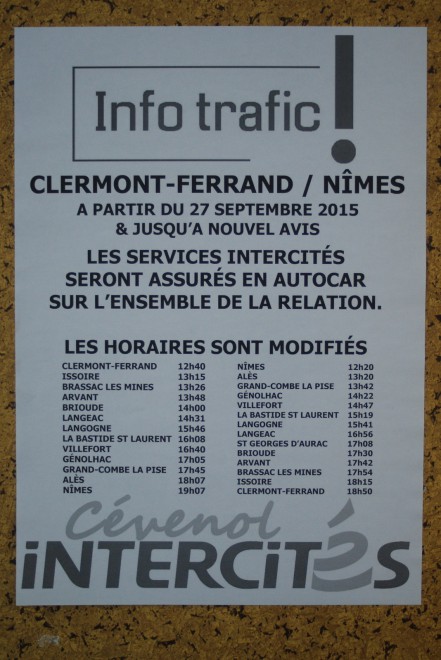 Info trafic !
CLERMONT-FERRAND / NÎMES
A PARTIR DU 27 SEPTEMBRE 2015
& JUSQU'A NOUVEL AVIS
LES SERVICES INTERCITÉS
SERONT ASSURÉS EN AUTOCAR
SUR L'ENSEMBLE DE LA RELATION.
LES HORAIRES SONT MODIFIÉS
CLERMONT-FERRAND 12h40
ISSOIRE 13h15
BRASSAC LES MINES 13h26
ARVANT 13h48
BRIOUDE 14h00
LANGEAC 14h31
LANGOGNE 15h46
LA BASTIDE ST LAURENT 16h08
VILLEFORT 16h40
GÉNOLHAC 17h05
GRAND-COMBE LA PISE 17h45
ALÈS 18h07
NÎMES 19h07
NÎMES 12h20
ALÈS 13h20
GRAND-COMBE LA PISE 13h42
GÉNOLHAC 14h22
VILLEFORT 14h47
LA BASTIDE ST LAURENT 15h19
LANGOGNE 15h41
LANGEAC 16h56
ST GEORGES D'AURAC 17h08
BRIOUDE 17h30
ARVANT 17h42
BRASSAC LES MINES 17h54
ISSOIRE 18h15
CLERMONT-FERRAND 18h50
Cévenol
iNTERCiTéS